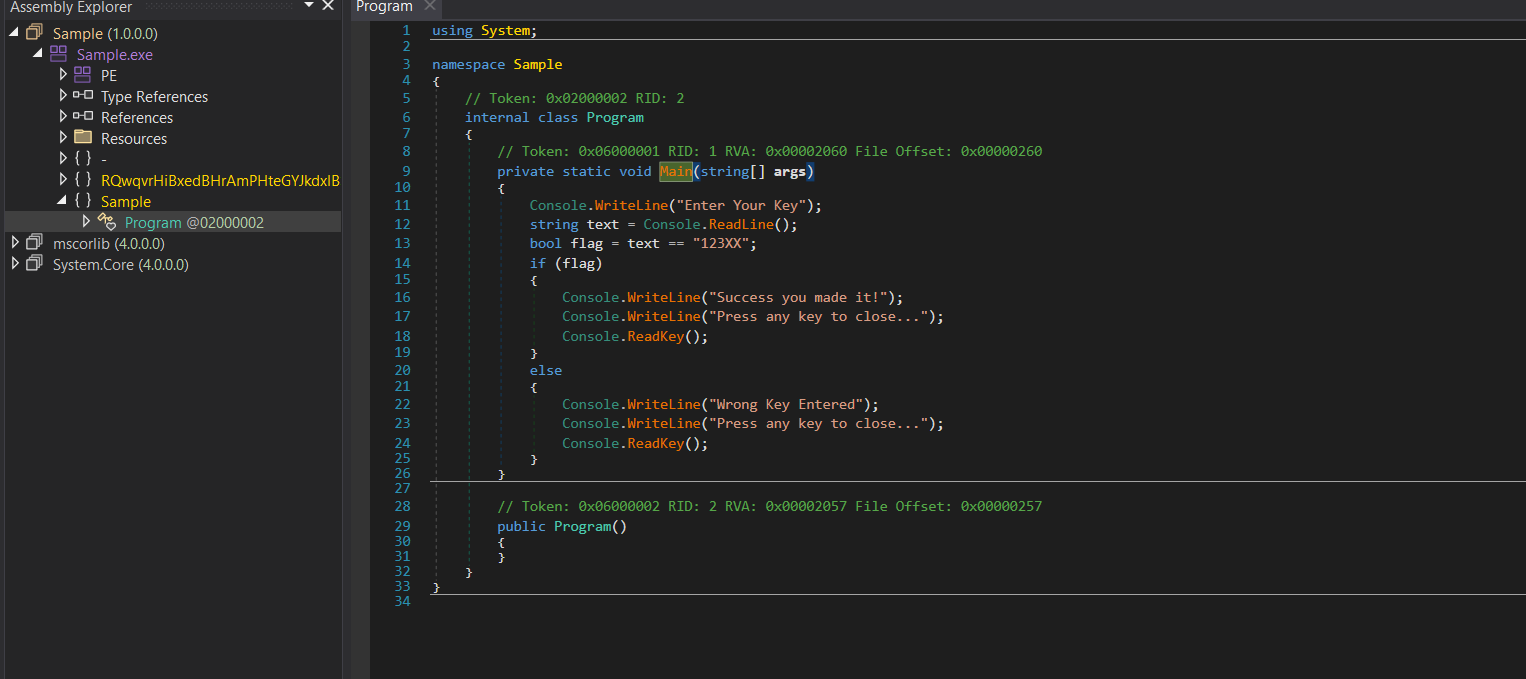 Assembly Explorer
Sample (1.0.0.0)
Sample.exe
PE
Type References
References
Resources
{ } -
{ } RQwqvrHiBxedBHrAmPHteGYJkdxlB
{ } Sample
Program @02000002
mscorlib (4.0.0.0)
System.Core (4.0.0.0)
Program
1 using System;
2
3 namespace Sample
4 {
5 // Token: 0x02000002 RID: 2
6 internal class Program
7 {
8 // Token: 0x06000001 RID: 1 RVA: 0x00002060 File Offset: 0x00000260
9 private static void Main(string[] args)
10 {
11 Console.WriteLine("Enter Your Key");
12 string text = Console.ReadLine();
13 bool flag = text == "123XX";
14 if (flag)
15 {
16 Console.WriteLine("Success you made it!");
17 Console.WriteLine("Press any key to close...");
18 Console.ReadKey();
19 }
20 else
21 {
22 Console.WriteLine("Wrong Key Entered");
23 Console.WriteLine("Press any key to close...");
24 Console.ReadKey();
25 }
26 }
27
28 // Token: 0x06000002 RID: 2 RVA: 0x00002057 File Offset: 0x00000257
29 public Program()
30 {
31 }
32 }
33 }
34